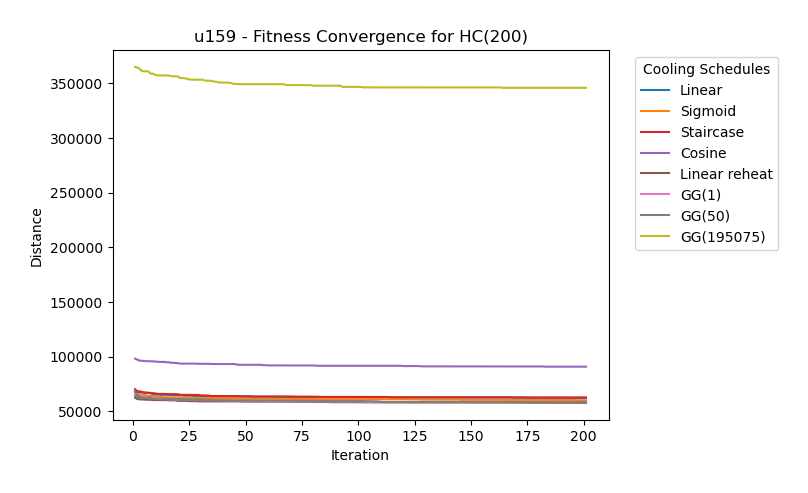 u159 - Fitness Convergence for HC(200)
350000
300000
250000
200000
150000
100000
50000
Distance
0
25
50
75
100
125
150
175
200
Iteration
Cooling Schedules
Linear
Sigmoid
Staircase
Cosine
Linear reheat
GG(1)
GG(50)
GG(195075)